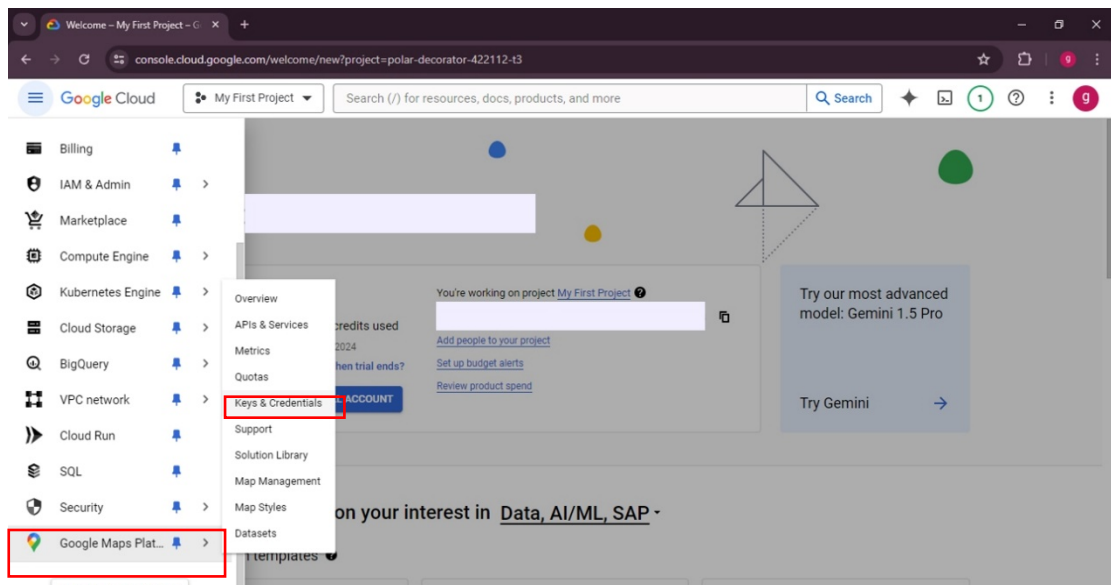 Welcome – My First Project – G
console.cloud.google.com/welcome/new?project=polar-decorator-422112-t3
g
Google Cloud
My First Project
Search (/) for resources, docs, products, and more
Search
1
g
Billing
IAM & Admin
Marketplace
Compute Engine
Kubernetes Engine
Cloud Storage
BigQuery
VPC network
Cloud Run
SQL
Security
Google Maps Plat...
Overview
APIs & Services
Metrics
Quotas
Keys & Credentials
Support
Solution Library
Map Management
Map Styles
Datasets
credits used
2024
when trial ends?
ACCOUNT
You're working on project My First Project
Add people to your project
Set up budget alerts
Review product spend
Try our most advanced
model: Gemini 1.5 Pro
Try Gemini
on your interest in Data, AI/ML, SAP
templates